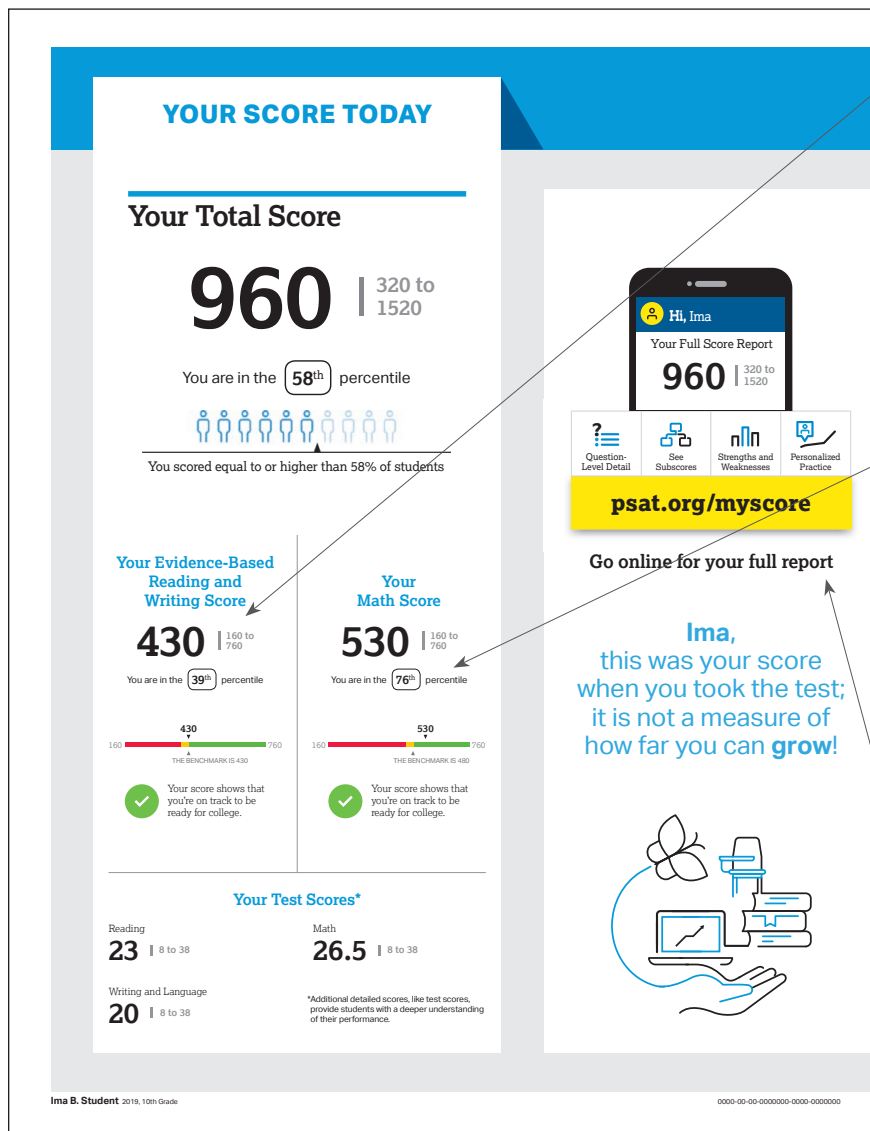 YOUR SCORE TODAY
Your Total Score
960 320 to
1520
You are in the 58th percentile
You scored equal to or higher than 58% of students
Your Evidence-Based
Reading and
Writing Score
430 160 to
760
You are in the 39th percentile
430
160 760
THE BENCHMARK IS 430
Your score shows that
you're on track to be
ready for college.
Your
Math Score
530 160 to
760
You are in the 76th percentile
530
160 760
THE BENCHMARK IS 480
Your score shows that
you're on track to be
ready for college.
Your Test Scores*
Reading
23 8 to 38
Math
26.5 8 to 38
Writing and Language
20 8 to 38
*Additional detailed scores, like test scores,
provide students with a deeper understanding
of their performance.
Hi, Ima
Your Full Score Report
960 320 to
1520
Question-
Level Detail
See
Subscores
Strengths and
Weaknesses
Personalized
Practice
psat.org/myscore
Go online for your full report
Ima,
this was your score
when you took the test;
it is not a measure of
how far you can grow!
Ima B. Student 2019, 10th Grade
0000-00-00-0000000-0000-0000000